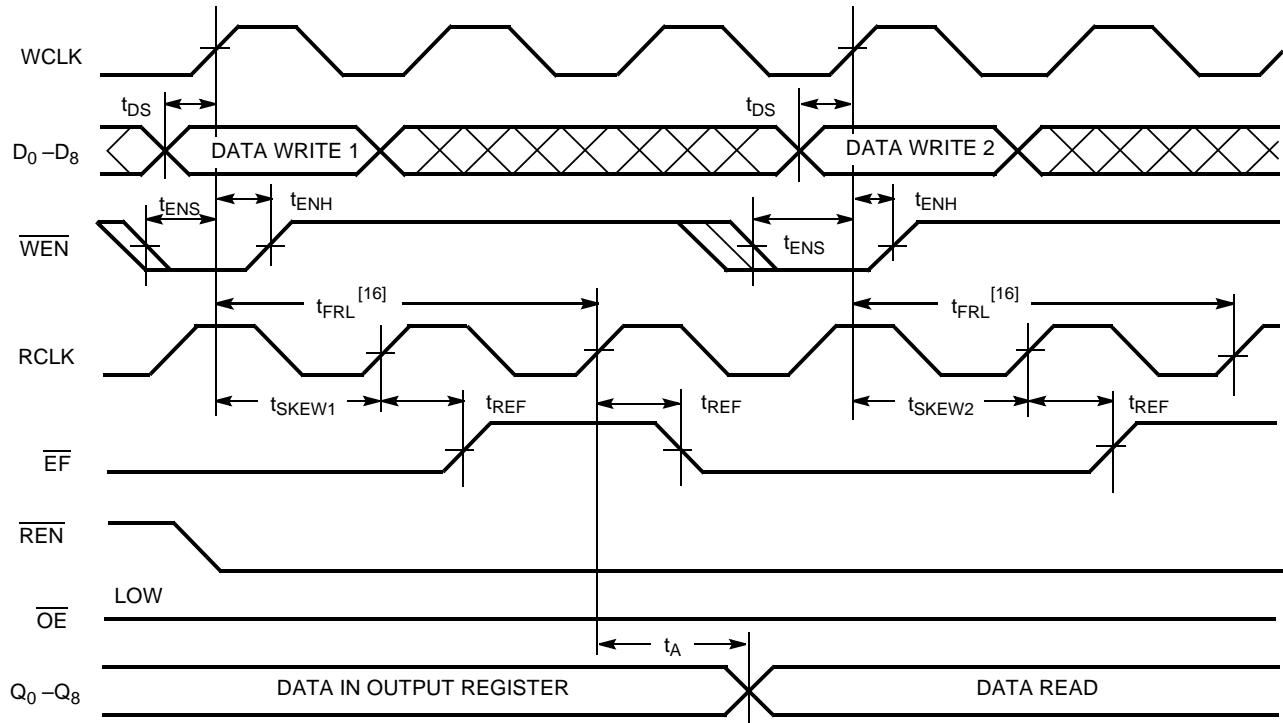 WCLK
tDS tDS
D0 –D8 DATA WRITE 1 DATA WRITE 2
tENS tENH tENH
WEN tENS
tFRL [16] tFRL [16]
RCLK
tSKEW1 tREF tREF tSKEW2 tREF
EF
REN
LOW
OE
tA
Q0 –Q8 DATA IN OUTPUT REGISTER DATA READ